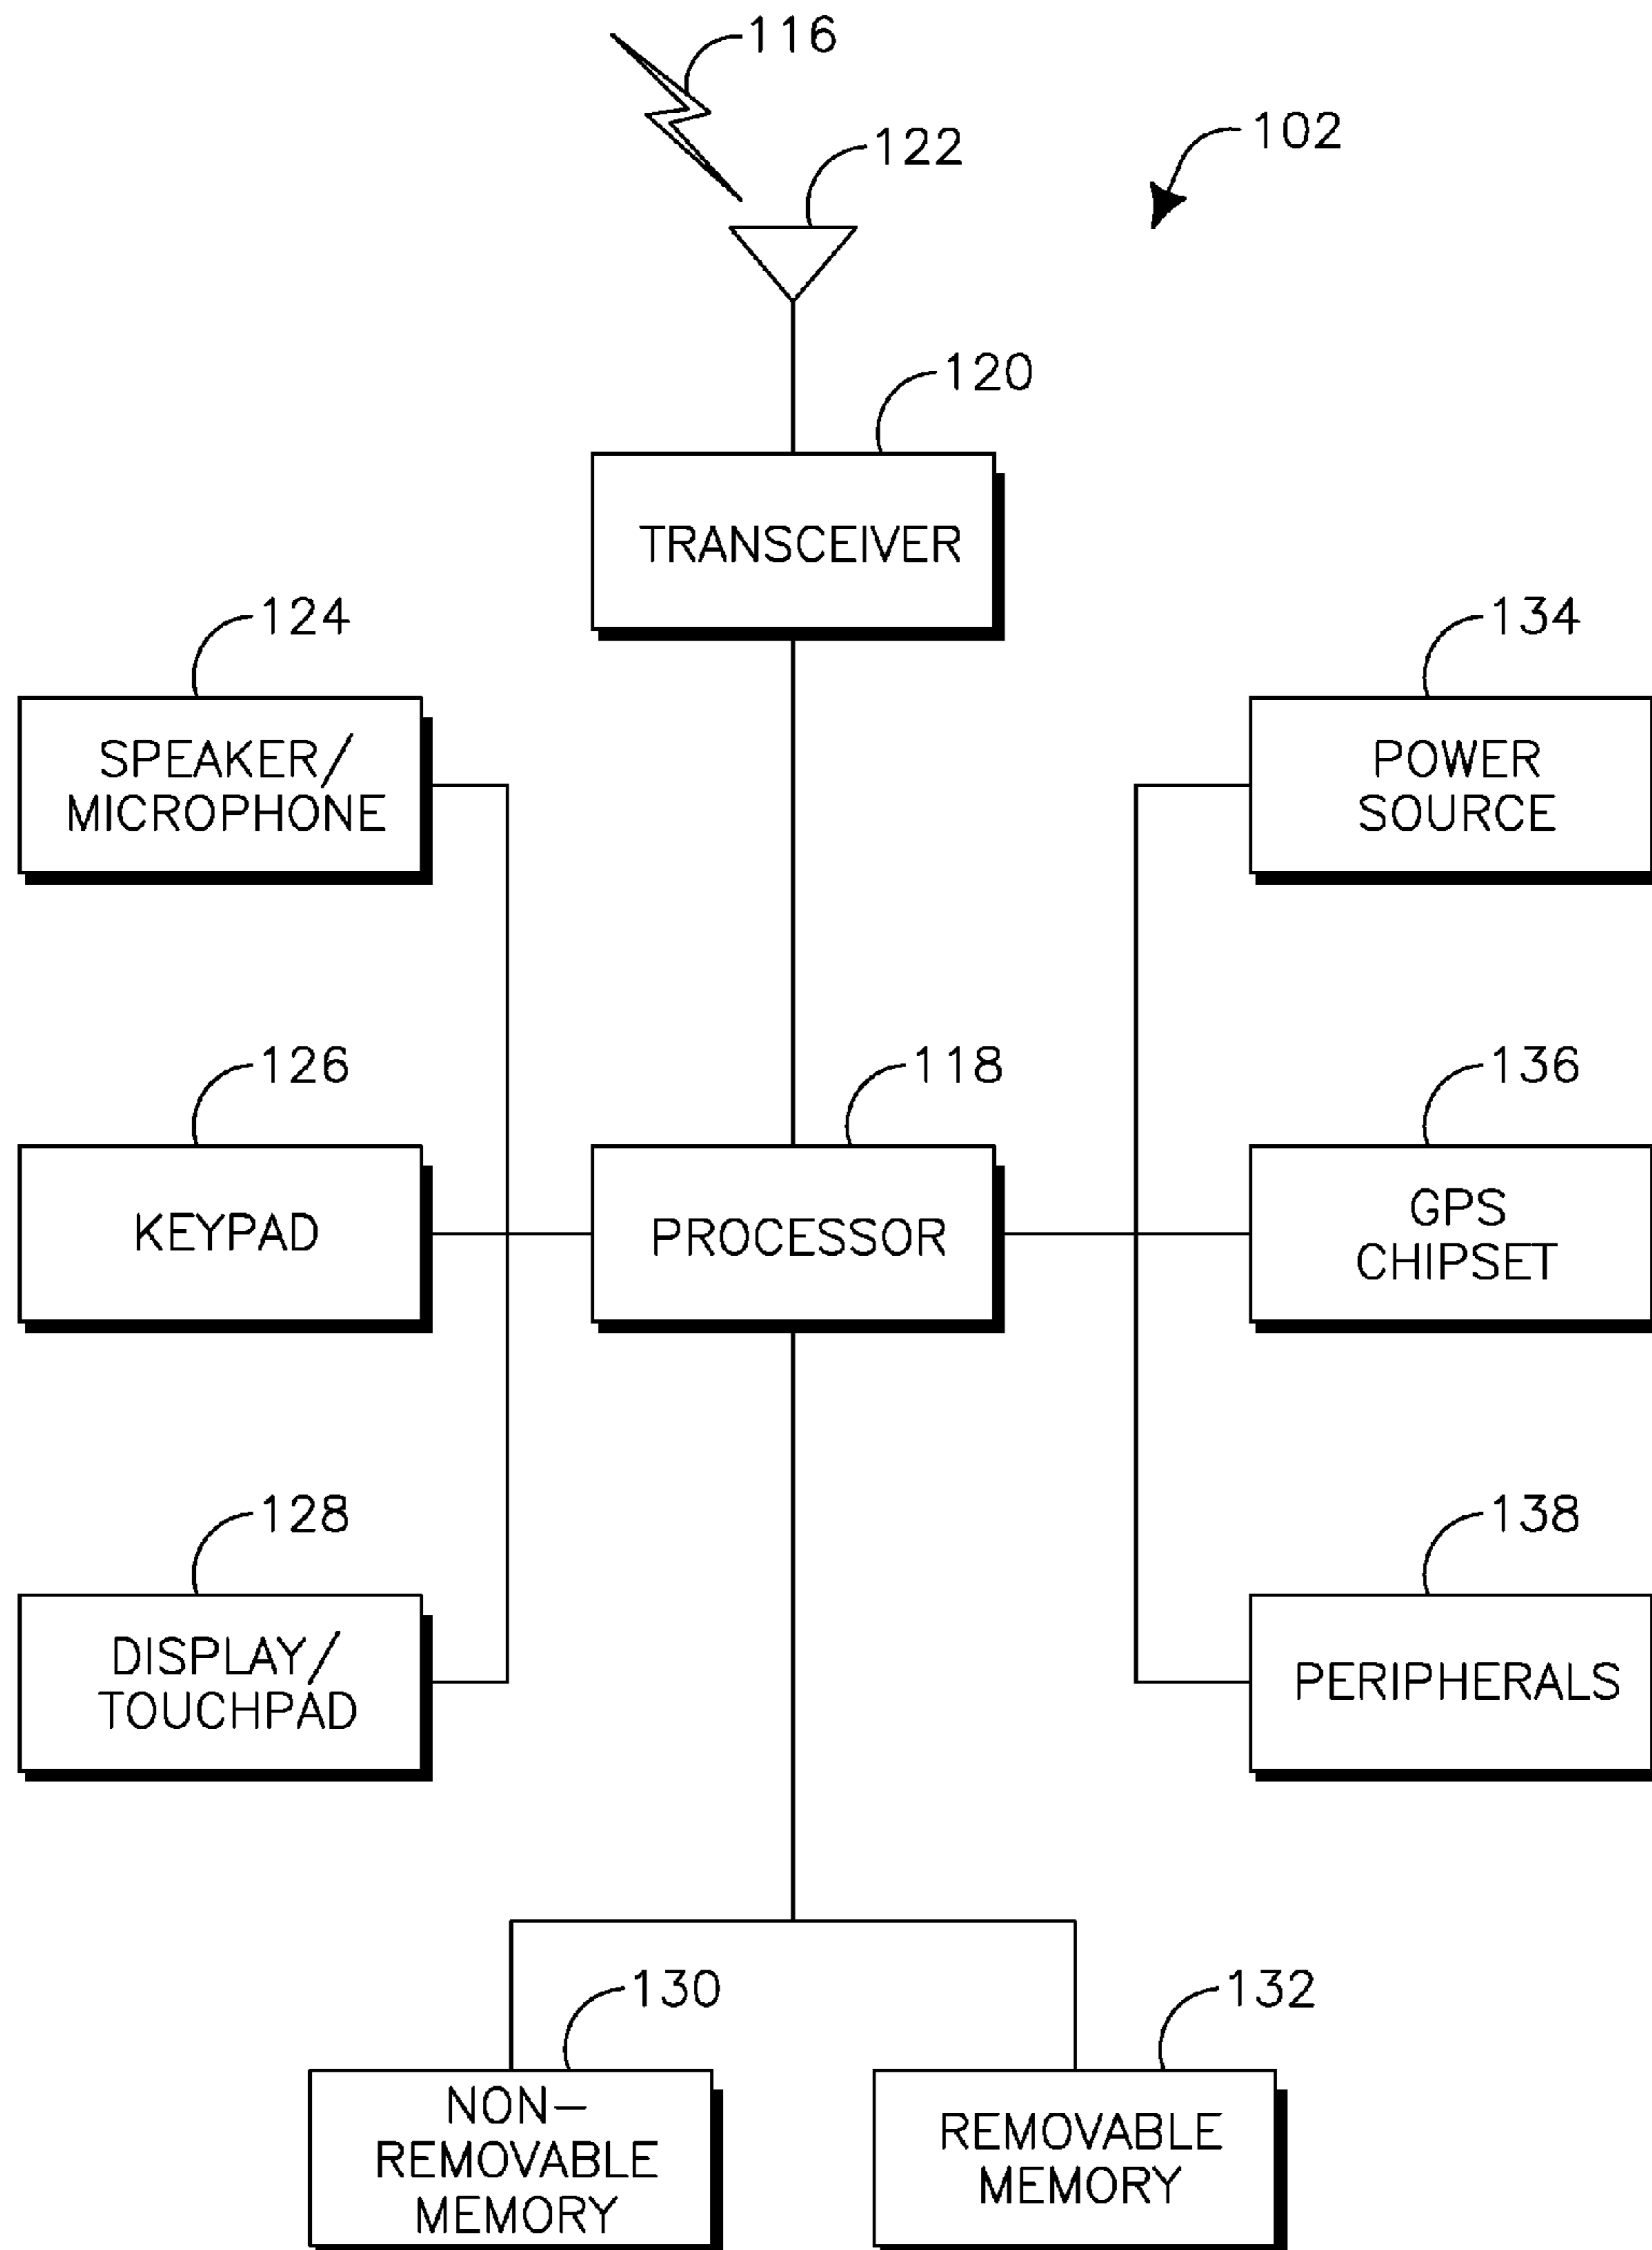 116
122
102
120
TRANSCEIVER
124
134
SPEAKER/
MICROPHONE
POWER
SOURCE
126
118
136
KEYPAD
PROCESSOR
GPS
CHIPSET
128
138
DISPLAY/
TOUCHPAD
PERIPHERALS
130
132
NON-
REMOVABLE
MEMORY
REMOVABLE
MEMORY